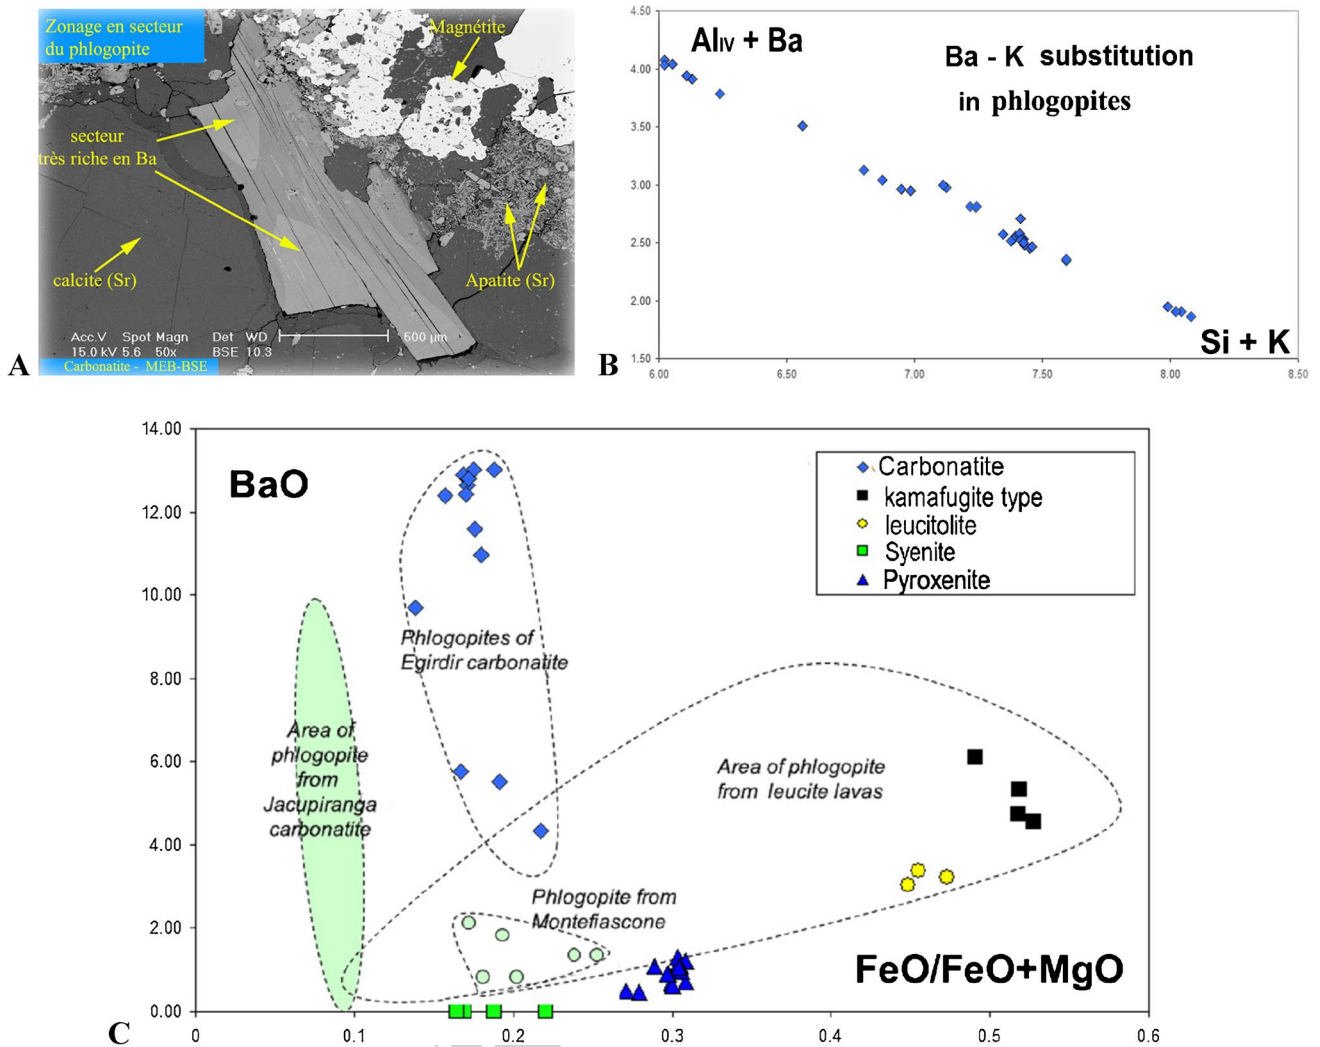 Zonage en secteur
du phlogopite
Magnétite
secteur
très riche en Ba
calcite (Sr)
Apatite (Sr)
Acc.V Spot Magn Det WD 500 µm
15.0 kV 5.6 50x BSE 10.3
Carbonatite - MEB-BSE
A
4.50
4.00
3.50
3.00
2.50
2.00
1.50
AlIV + Ba
Ba - K substitution
in phlogopites
Si + K
6.00 6.50 7.00 7.50 8.00 8.50
B
14.00
12.00
10.00
8.00
6.00
4.00
2.00
0.00
BaO
Carbonatite
kamafugite type
leucitolite
Syenite
Pyroxenite
Phlogopites of
Egirdir carbonatite
Area of
phlogopite
from
Jacupiranga
carbonatite
Area of phlogopite
from leucite lavas
Phlogopite from
Montefiascone
FeO/FeO+MgO
0 0.1 0.2 0.3 0.4 0.5 0.6
C